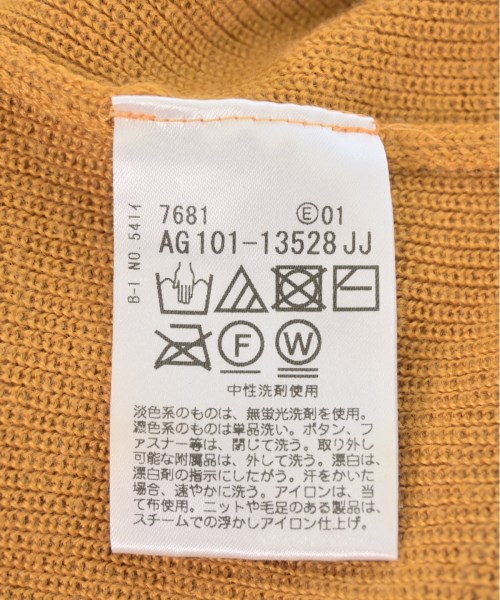 7681 Ⓔ01
AG101-13528JJ
B-1 NO.5411
F W
中性洗剤使用
淡色系のものは、無蛍光洗剤を使用。
濃色系のものは単品洗い。ボタン、フ
ァスナー等は、閉じて洗う。取り外し
可能な附属品は、外して洗う。漂白は、
漂白剤の指示にしたがう。汗をかいた
場合、速やかに洗う。アイロンは、当
て布使用。ニットや毛足のある製品は、
スチームでの浮かしアイロン仕上げ。